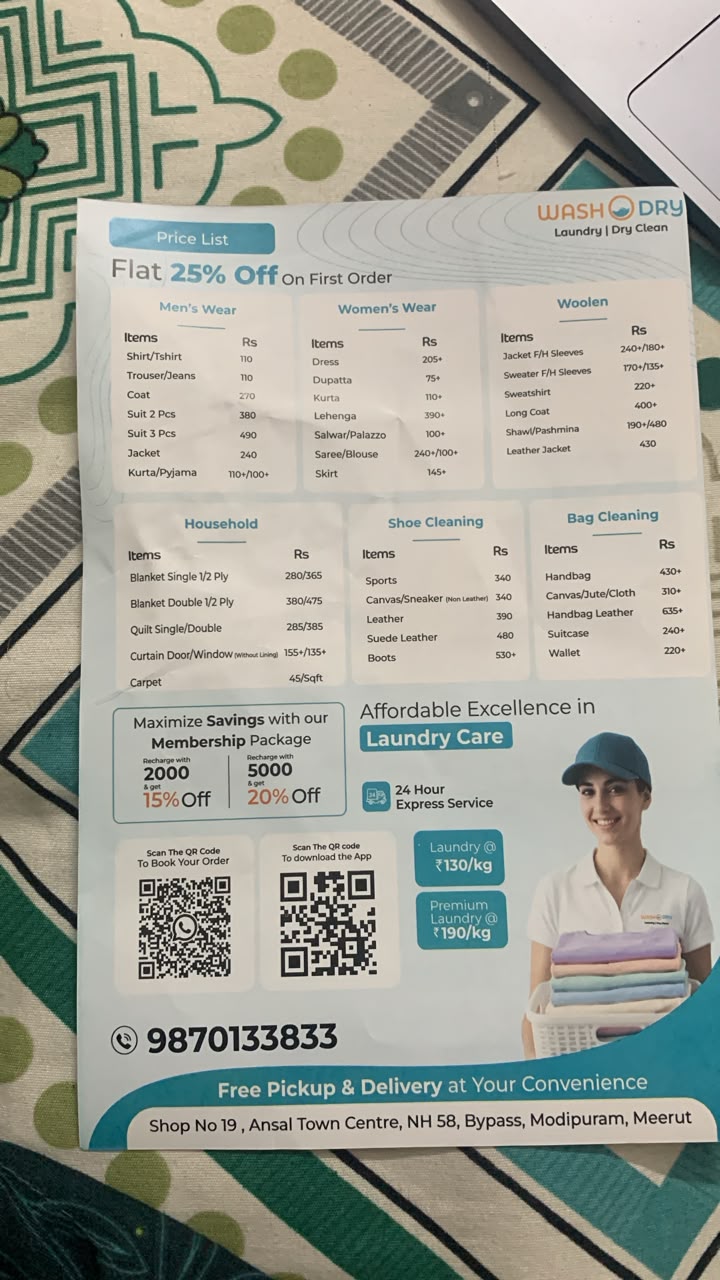 WASH DRY
Laundry | Dry Clean
Price List
Flat 25% Off On First Order
Men's Wear
Items Rs
Shirt/Tshirt 110
Trouser/Jeans 110
Coat 270
Suit 2 Pcs 380
Suit 3 Pcs 490
Jacket 240
Kurta/Pyjama 110+/100+
Women's Wear
Items Rs
Dress 205+
Dupatta 75+
Kurta 110+
Lehenga 390+
Salwar/Palazzo 100+
Saree/Blouse 240+/100+
Skirt 145+
Woolen
Items Rs
Jacket F/H Sleeves 240+/180+
Sweater F/H Sleeves 170+/135+
Sweatshirt 220+
Long Coat 400+
Shawl/Pashmina 190+/480
Leather Jacket 430
Household
Items Rs
Blanket Single 1/2 Ply 280/365
Blanket Double 1/2 Ply 380/475
Quilt Single/Double 285/385
Curtain Door/Window (Without Lining) 155+/135+
Carpet 45/Sqft
Shoe Cleaning
Items Rs
Sports 340
Canvas/Sneaker (Non Leather) 340
Leather 390
Suede Leather 480
Boots 530+
Bag Cleaning
Items Rs
Handbag 430+
Canvas/Jute/Cloth 310+
Handbag Leather 635+
Suitcase 240+
Wallet 220+
Maximize Savings with our
Membership Package
Recharge with
2000
& get
15% Off
Recharge with
5000
& get
20% Off
Affordable Excellence in
Laundry Care
24 Hour
Express Service
Scan The QR Code
To Book Your Order
Scan The QR code
To download the App
Laundry @
₹130/kg
Premium
Laundry @
₹190/kg
WASH DRY
9870133833
Free Pickup & Delivery at Your Convenience
Shop No 19 , Ansal Town Centre, NH 58, Bypass, Modipuram, Meerut